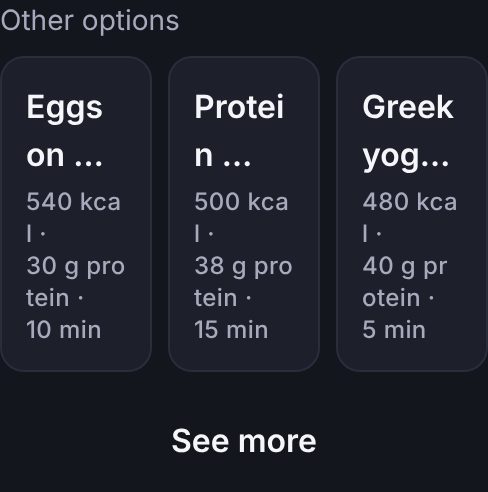 Other options
Eggs
on ...
540 kca
l ·
30 g pro
tein ·
10 min
Protei
n ...
500 kca
l ·
38 g pro
tein ·
15 min
Greek
yog...
480 kca
l ·
40 g pr
otein ·
5 min
See more